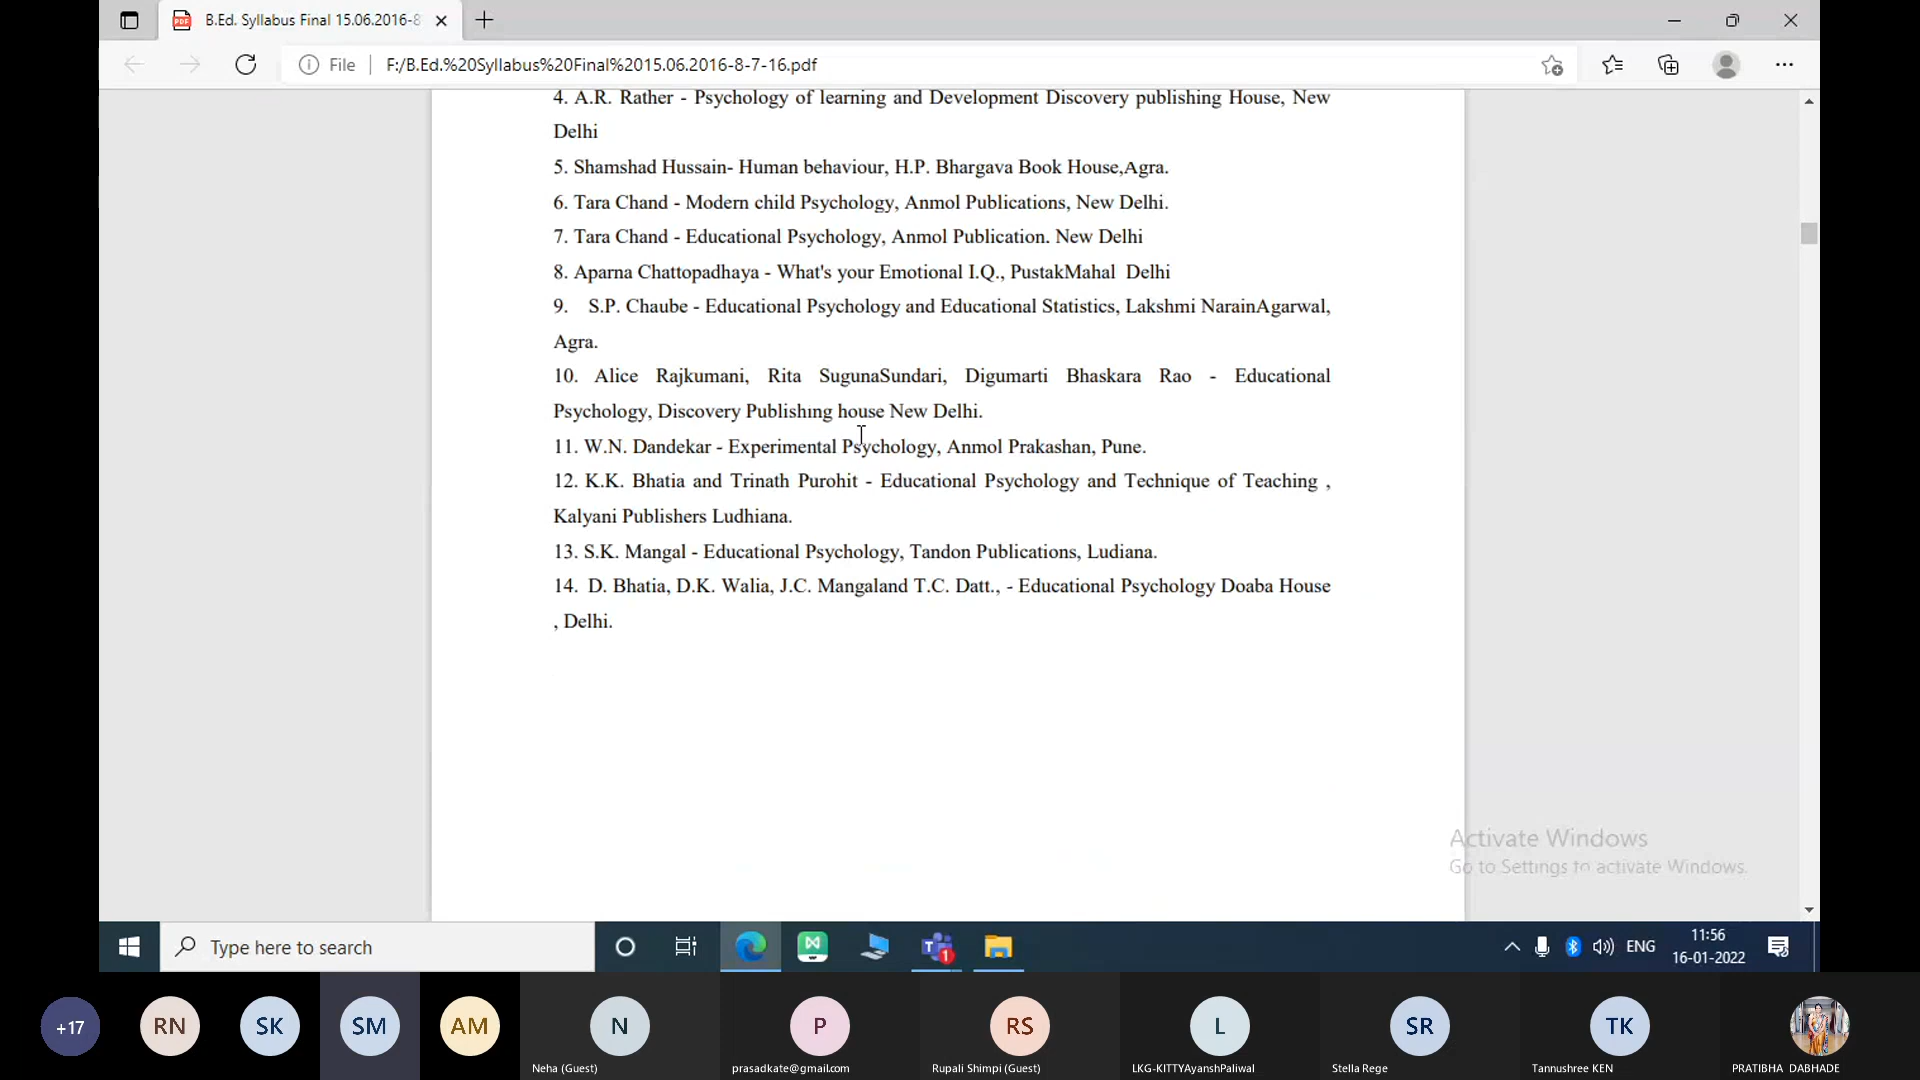 B.Ed. Syllabus Final 15.06.2016-8
File
F:/B.Ed.%20Syllabus%20Final%2015.06.2016-8-7-16.pdf
4. A.R. Rather - Psychology of learning and Development Discovery publishing House, New
Delhi
5. Shamshad Hussain- Human behaviour, H.P. Bhargava Book House,Agra.
6. Tara Chand - Modern child Psychology, Anmol Publications, New Delhi.
7. Tara Chand - Educational Psychology, Anmol Publication. New Delhi
8. Aparna Chattopadhaya - What's your Emotional I.Q., PustakMahal  Delhi
9. S.P. Chaube - Educational Psychology and Educational Statistics, Lakshmi NarainAgarwal,
Agra.
10. Alice Rajkumani, Rita SugunaSundari, Digumarti Bhaskara Rao - Educational
Psychology, Discovery Publishing house New Delhi.
11. W.N. Dandekar - Experimental Psychology, Anmol Prakashan, Pune.
12. K.K. Bhatia and Trinath Purohit - Educational Psychology and Technique of Teaching ,
Kalyani Publishers Ludhiana.
13. S.K. Mangal - Educational Psychology, Tandon Publications, Ludiana.
14. D. Bhatia, D.K. Walia, J.C. Mangaland T.C. Datt., - Educational Psychology Doaba House
, Delhi.
Activate Windows
Go to Settings to activate Windows.
Type here to search
T
1
ENG
11:56
16-01-2022
+17
RN
SK
SM
AM
N
P
RS
L
SR
TK
Neha (Guest)
prasadkate@gmail.com
Rupali Shimpi (Guest)
LKG-KITTYAyanshPaliwal
Stella Rege
Tannushree KEN
PRATIBHA DABHADE